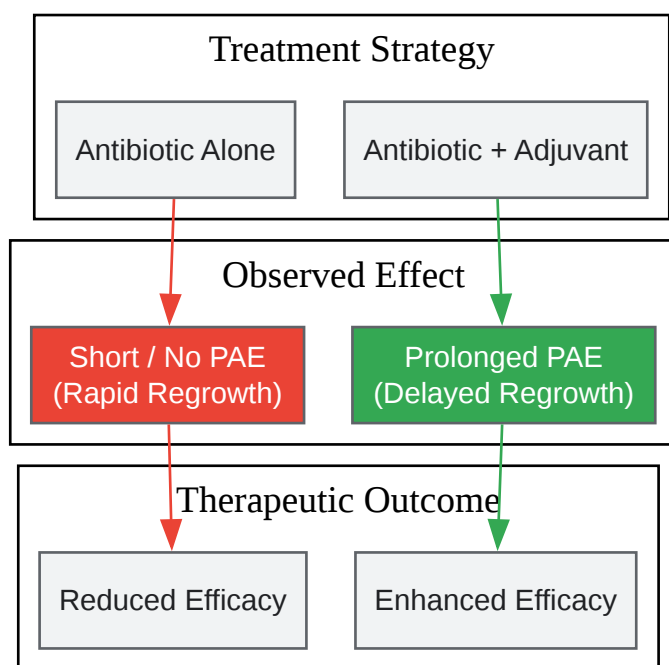 Treatment Strategy
Antibiotic Alone
Antibiotic + Adjuvant
Observed Effect
Short / No PAE
(Rapid Regrowth)
Prolonged PAE
(Delayed Regrowth)
Therapeutic Outcome
Reduced Efficacy
Enhanced Efficacy